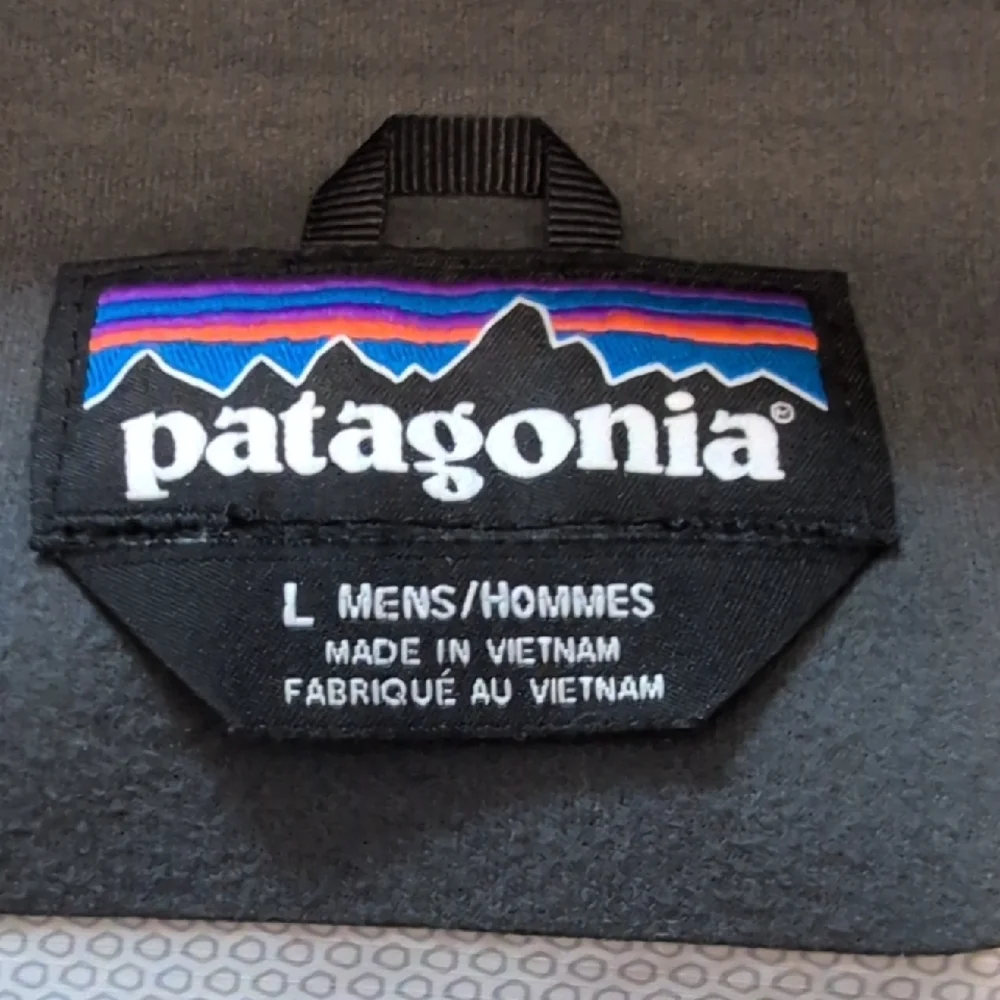 patagonia®
L MENS/HOMMES
MADE IN VIETNAM
FABRIQUÉ AU VIETNAM